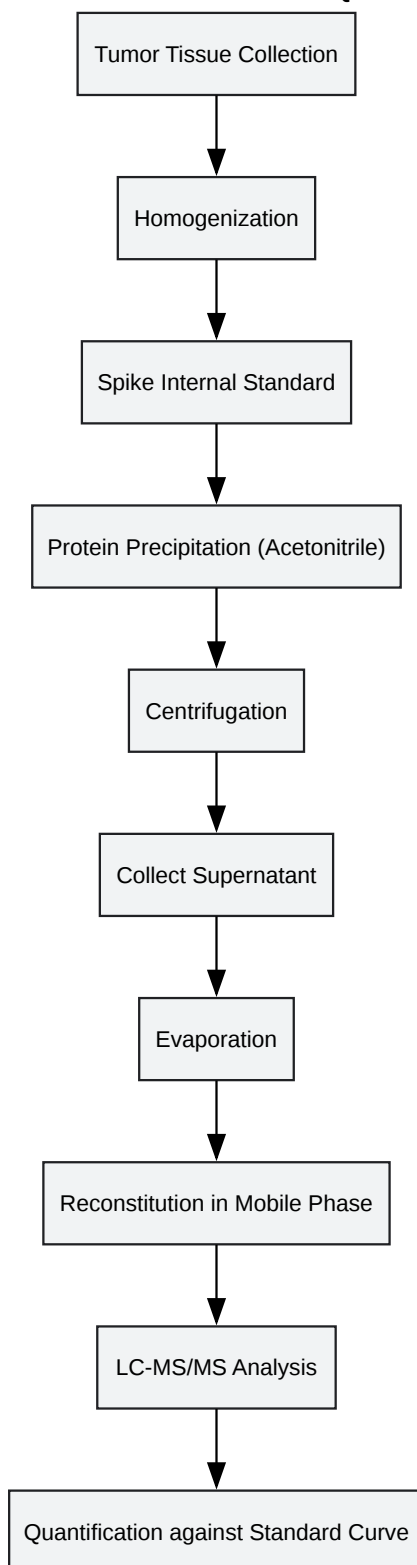 Tumor Tissue Collection
Homogenization
Spike Internal Standard
Protein Precipitation (Acetonitrile)
Centrifugation
Collect Supernatant
Evaporation
Reconstitution in Mobile Phase
LC-MS/MS Analysis
Quantification against Standard Curve